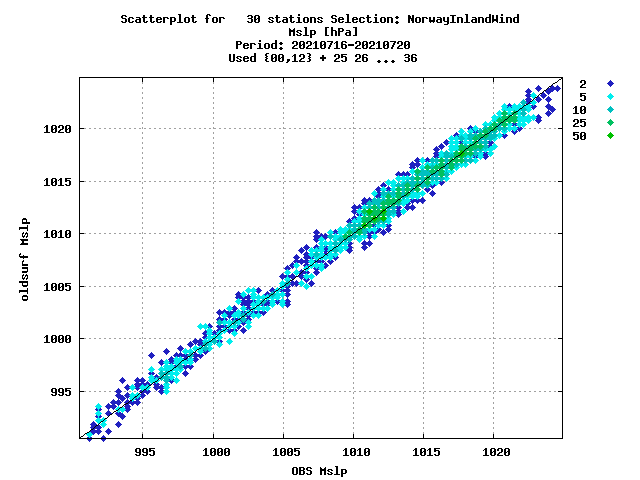 Scatterplot for   30 stations Selection: NorwayInlandWind
Mslp [hPa]
Period: 20210716-20210720
Used {00,12} + 25 26 ... 36
2
5
10
25
50
1020
1015
1010
1005
1000
995
oldsurf Mslp
995 1000 1005 1010 1015 1020
OBS Mslp